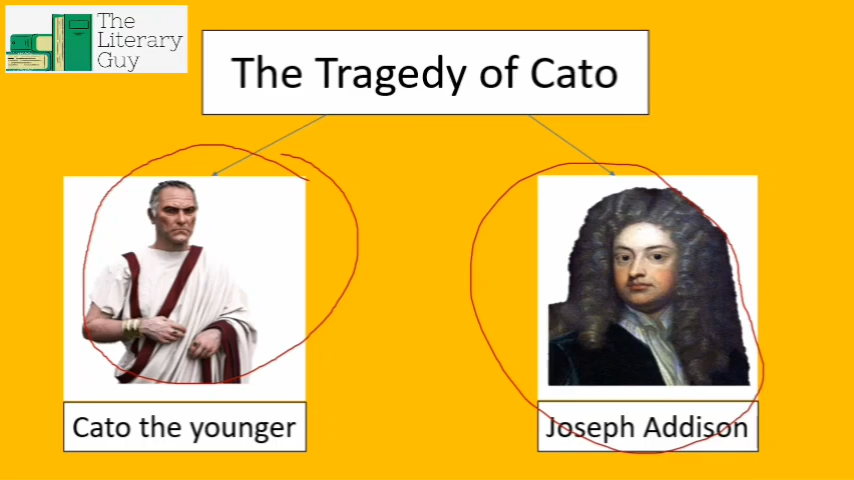 The
Literary
Guy
The Tragedy of Cato
Cato the younger
Joseph Addison